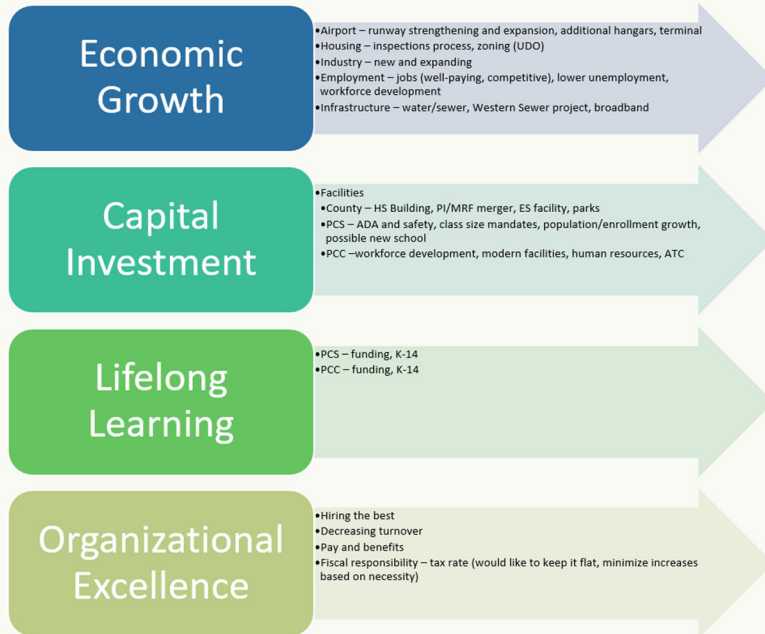 Economic
Growth
•Airport – runway strengthening and expansion, additional hangars, terminal
•Housing – inspections process, zoning (UDO)
•Industry – new and expanding
•Employment – jobs (well-paying, competitive), lower unemployment,
workforce development
•Infrastructure – water/sewer, Western Sewer project, broadband
Capital
Investment
•Facilities
•County – HS Building, PI/MRF merger, ES facility, parks
•PCS – ADA and safety, class size mandates, population/enrollment growth,
possible new school
•PCC –workforce development, modern facilities, human resources, ATC
Lifelong
Learning
•PCS – funding, K-14
•PCC – funding, K-14
Organizational
Excellence
•Hiring the best
•Decreasing turnover
•Pay and benefits
•Fiscal responsibility – tax rate (would like to keep it flat, minimize increases
based on necessity)